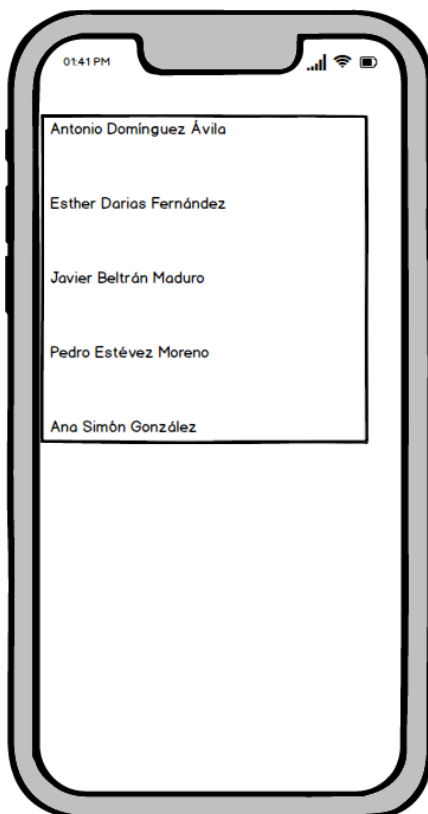 01:41 PM
Antonio Domínguez Ávila
Esther Darias Fernández
Javier Beltrán Maduro
Pedro Estévez Moreno
Ana Simón González